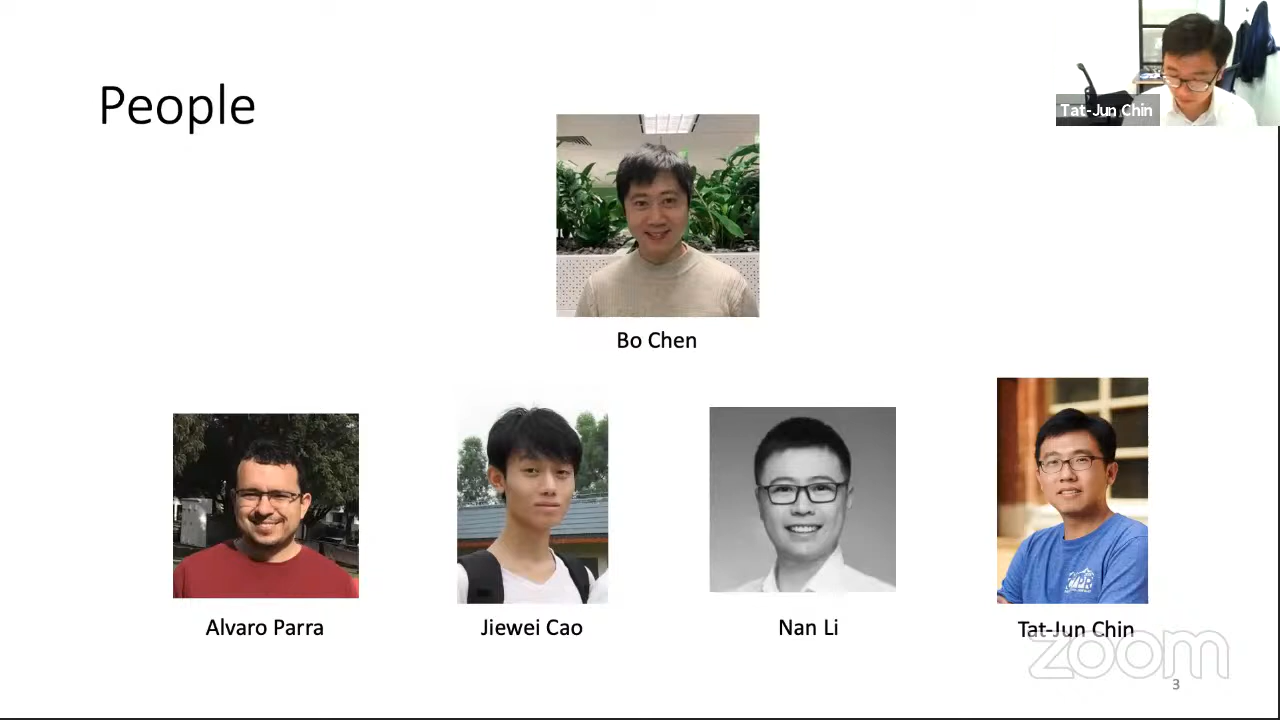 People
Tat-Jun Chin
Bo Chen
Alvaro Parra
Jiewei Cao
Nan Li
Tat-Jun Chin
zoom
3